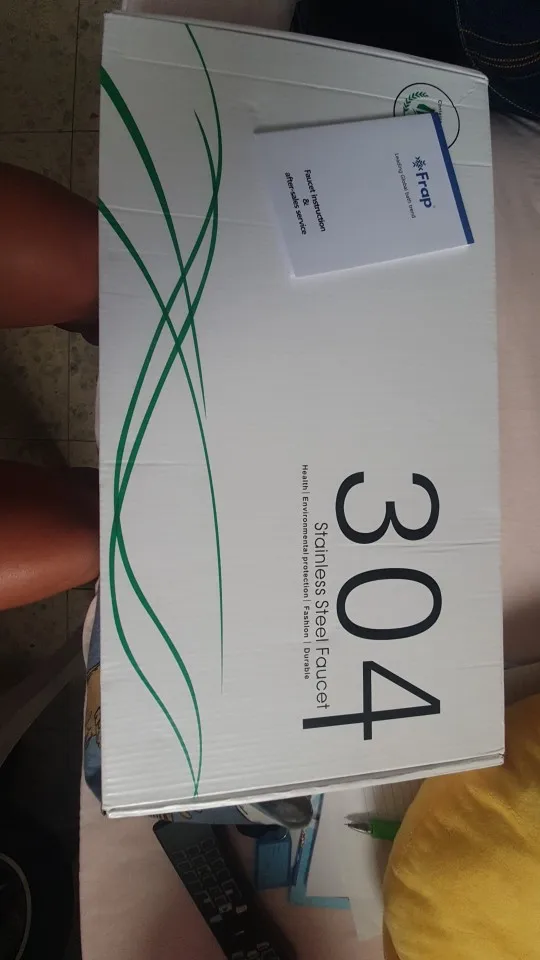 Frap
Leading Global bath trend
Faucet instruction
&
after-sales service
304
Stainless Steel Faucet
Health | Environmental protection | Fashion | Durable